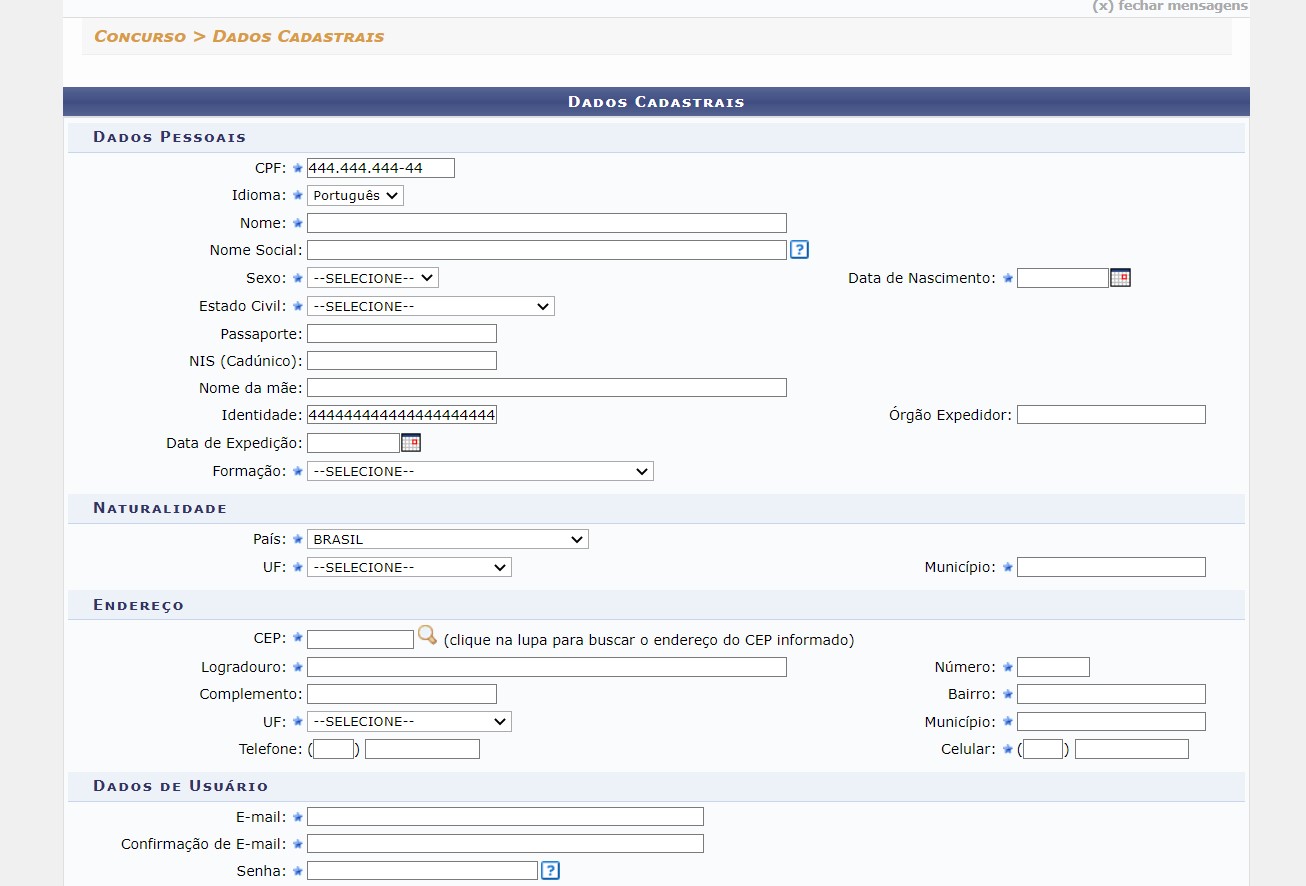 (x) fechar mensagens
Concurso > Dados Cadastrais
Dados Cadastrais
Dados Pessoais
CPF: 444.444.444-44
Idioma: Português
Nome:
Nome Social: ?
Sexo: --SELECIONE-- Data de Nascimento:
Estado Civil: --SELECIONE--
Passaporte:
NIS (Cadúnico):
Nome da mãe:
Identidade: 44444444444444444444 Órgão Expedidor:
Data de Expedição:
Formação: --SELECIONE--
Naturalidade
País: BRASIL
UF: --SELECIONE-- Município:
Endereço
CEP: (clique na lupa para buscar o endereço do CEP informado)
Logradouro: Número:
Complemento: Bairro:
UF: --SELECIONE-- Município:
Telefone: ( ) Celular: ( )
Dados de Usuário
E-mail:
Confirmação de E-mail:
Senha: ?